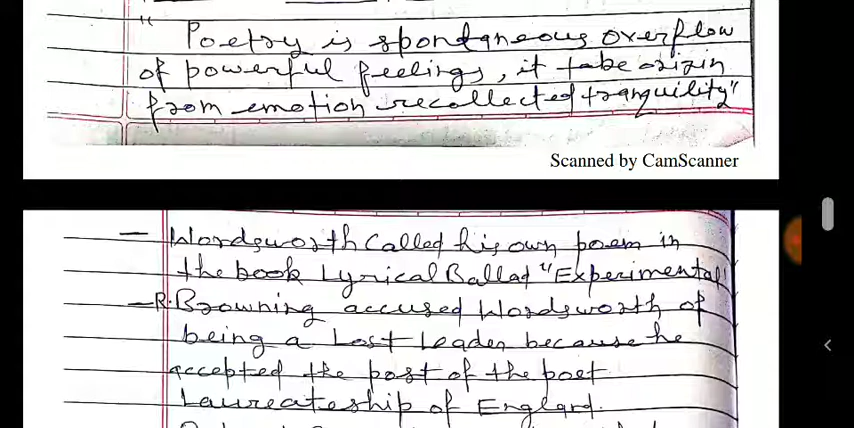 "Poetry is spontaneous overflow
of powerful feelings, it take origin
from emotion recollected tranquility"
Scanned by CamScanner
— Wordsworth Called his own poem in
the book Lyrical Ballad "Experimental
— R. Browning accused Wordsworth of
being a Lost Leader because he
accepted the post of the poet
Laureateship of England.